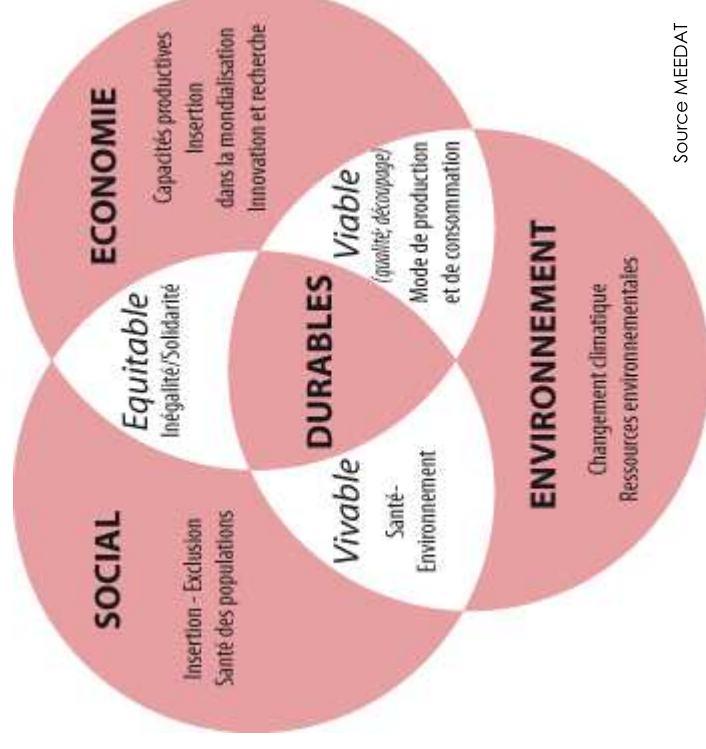 SOCIAL
Insertion - Exclusion
Santé des populations
Equitable
Inégalité/Solidarité
ECONOMIE
Capacités productives
Insertion
dans la mondialisation
Innovation et recherche
Vivable
Santé-
Environnement
DURABLES
Viable
(qualité; découpage)
Mode de production
et de consommation
ENVIRONNEMENT
Changement climatique
Ressources environnementales
Source MEEDAT